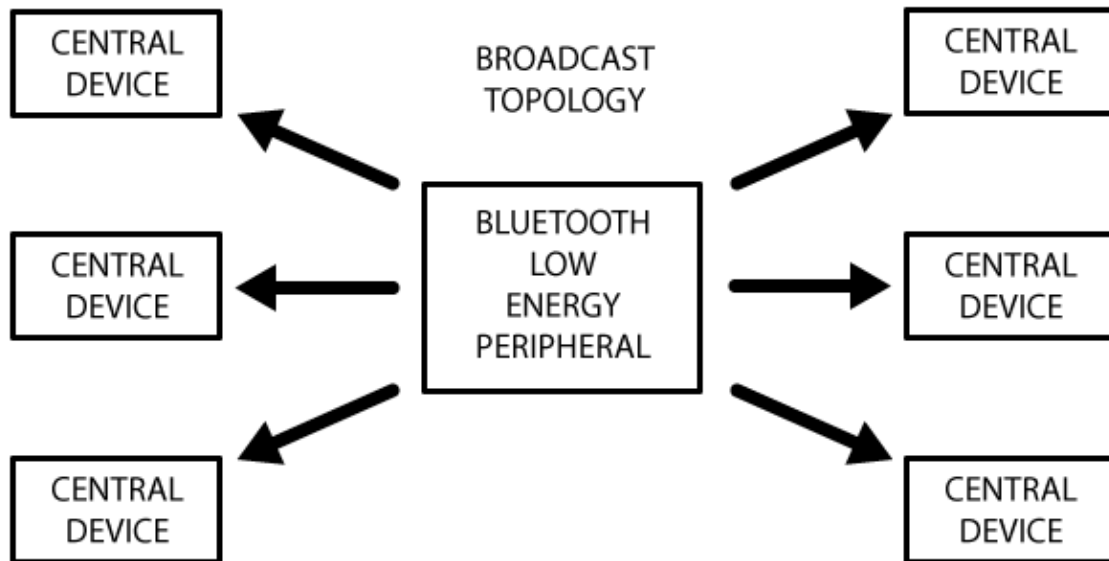 CENTRAL
DEVICE
BROADCAST
TOPOLOGY
CENTRAL
DEVICE
CENTRAL
DEVICE
BLUETOOTH
LOW
ENERGY
PERIPHERAL
CENTRAL
DEVICE
CENTRAL
DEVICE
CENTRAL
DEVICE